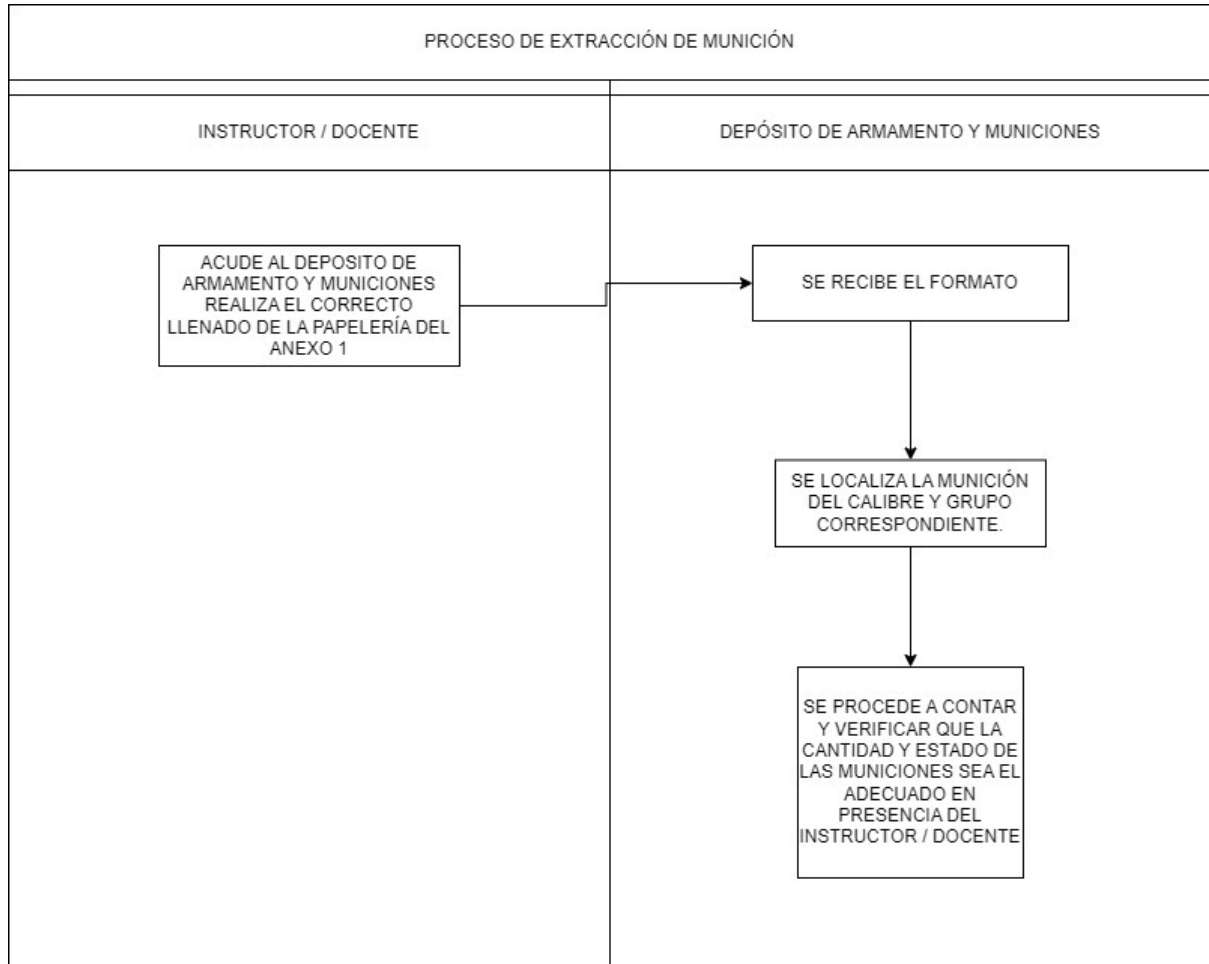 PROCESO DE EXTRACCIÓN DE MUNICIÓN
INSTRUCTOR / DOCENTE
DEPÓSITO DE ARMAMENTO Y MUNICIONES
ACUDE AL DEPOSITO DE
ARMAMENTO Y MUNICIONES
REALIZA EL CORRECTO
LLENADO DE LA PAPELERÍA DEL
ANEXO 1
SE RECIBE EL FORMATO
SE LOCALIZA LA MUNICIÓN
DEL CALIBRE Y GRUPO
CORRESPONDIENTE.
SE PROCEDE A CONTAR
Y VERIFICAR QUE LA
CANTIDAD Y ESTADO DE
LAS MUNICIONES SEA EL
ADECUADO EN
PRESENCIA DEL
INSTRUCTOR / DOCENTE